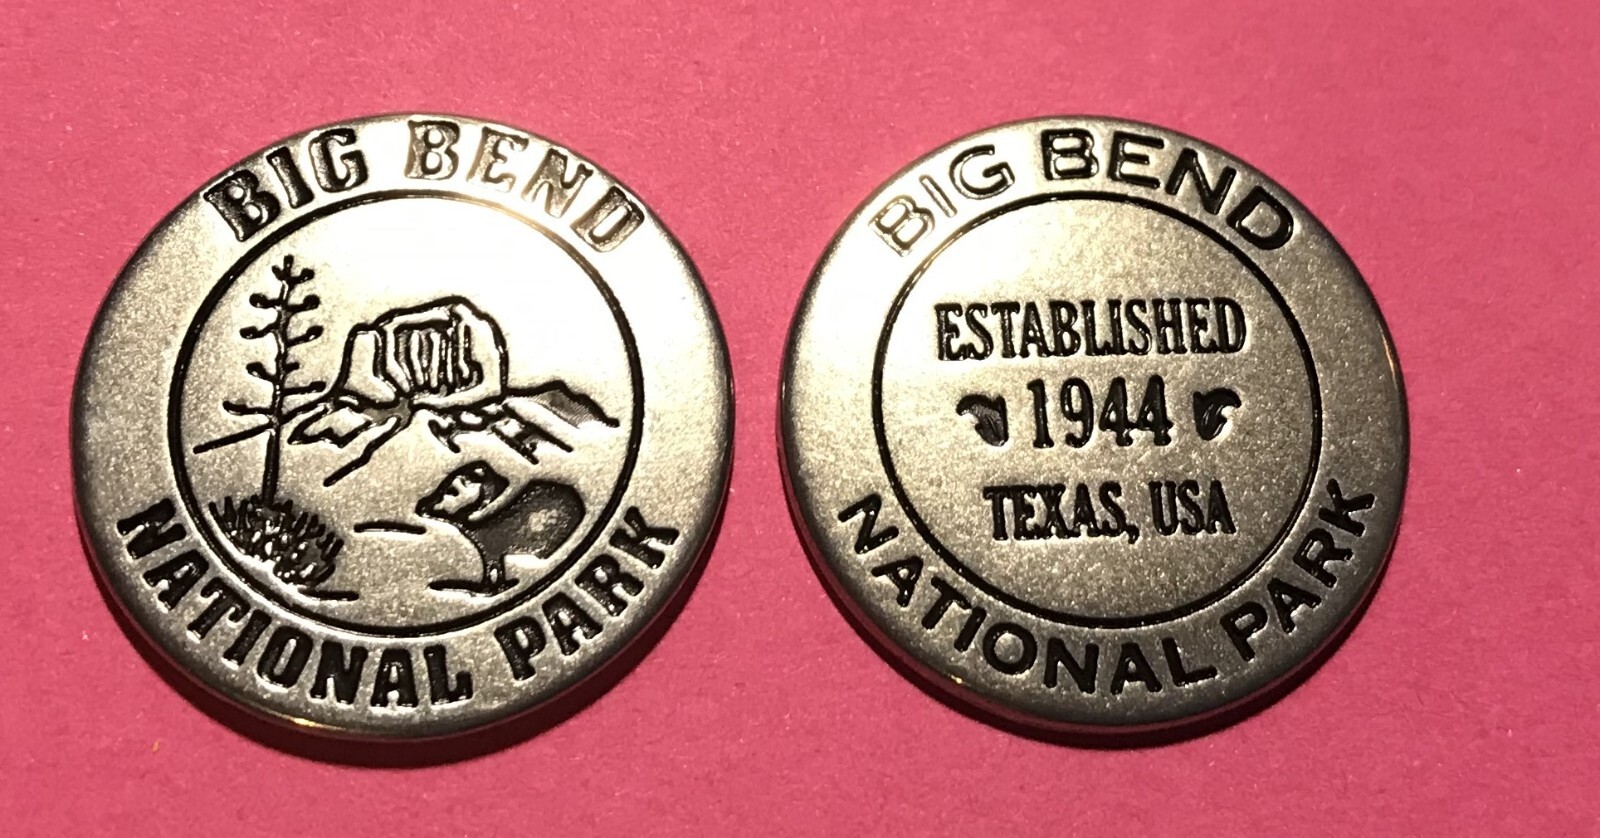 BIG BEND
NATIONAL PARK
BIG BEND
ESTABLISHED
1944
TEXAS, USA
NATIONAL PARK